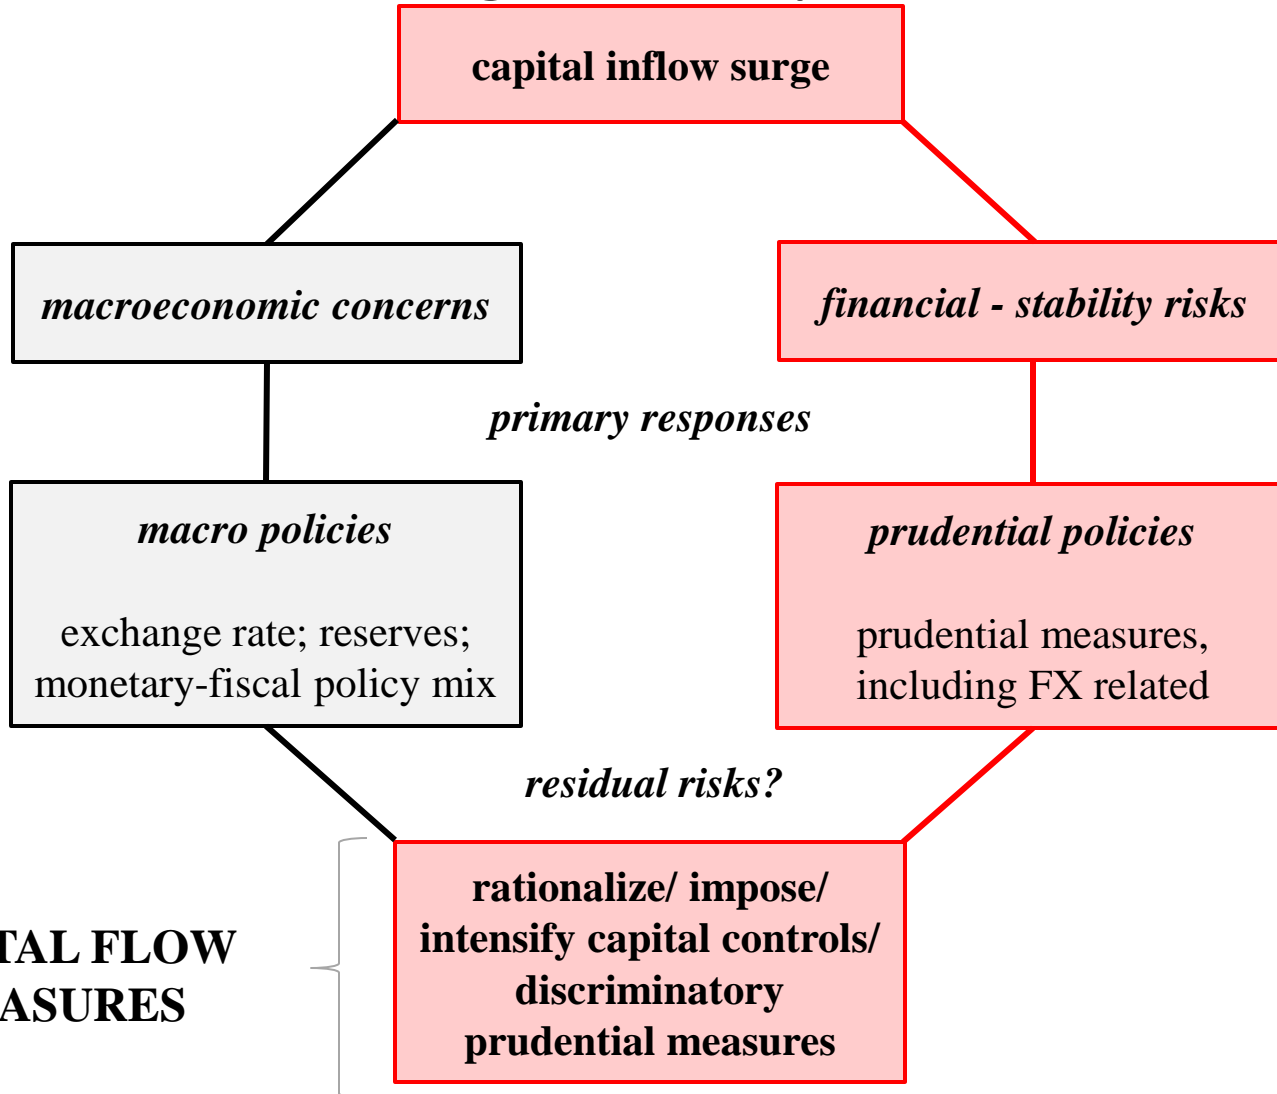 capital inflow surge
macroeconomic concerns
financial - stability risks
primary responses
macro policies
exchange rate; reserves;
monetary-fiscal policy mix
prudential policies
prudential measures,
including FX related
residual risks?
rationalize/ impose/
intensify capital controls/
discriminatory
prudential measures
TAL FLOW
ASURES